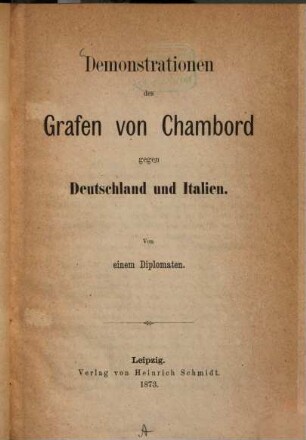 Demonstrationen
des
Grafen von Chambord
gegen
Deutschland und Italien.
Von
einem Diplomaten.
Leipzig.
Verlag von Heinrich Schmidt.
1873.
A